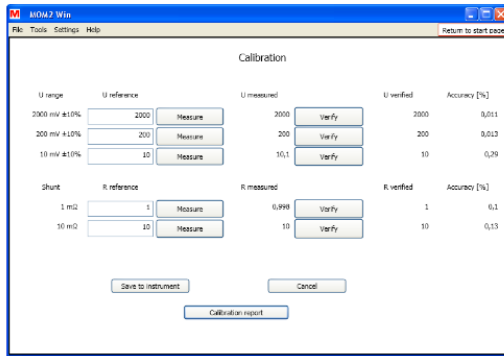 M MOM2 Win
File Tools Settings Help Return to start page
Calibration
U range U reference U measured U verified Accuracy [%]
2000 mV ±10% 2000 Measure 2000 Verify 2000 0,011
200 mV ±10% 200 Measure 200 Verify 200 0,013
10 mV ±10% 10 Measure 10,1 Verify 10 0,29
Shunt R reference R measured R verified Accuracy [%]
1 mΩ 1 Measure 0,998 Verify 1 0,1
10 mΩ 10 Measure 10 Verify 10 0,13
Save to instrument Cancel
Calibration report